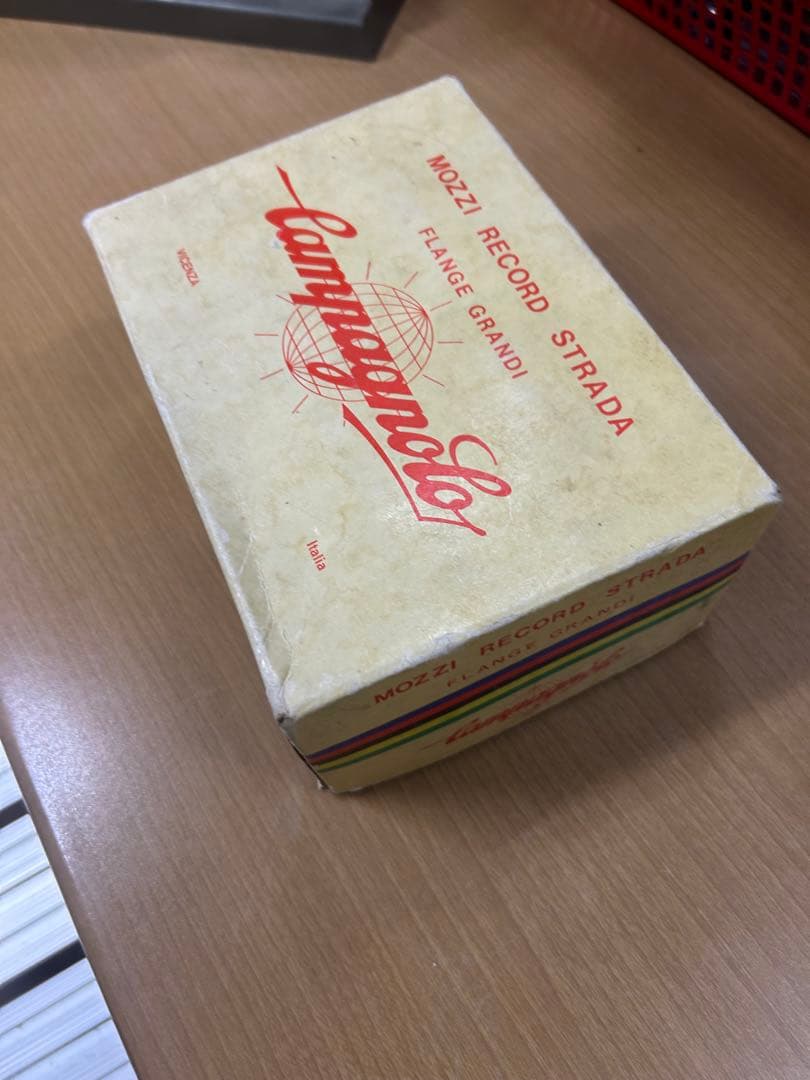 MOZZI RECORD STRADA
FLANGE GRANDI
Campagnolo
VICENZA
Italia
MOZZI RECORD STRADA
FLANGE GRANDI
Campagnolo